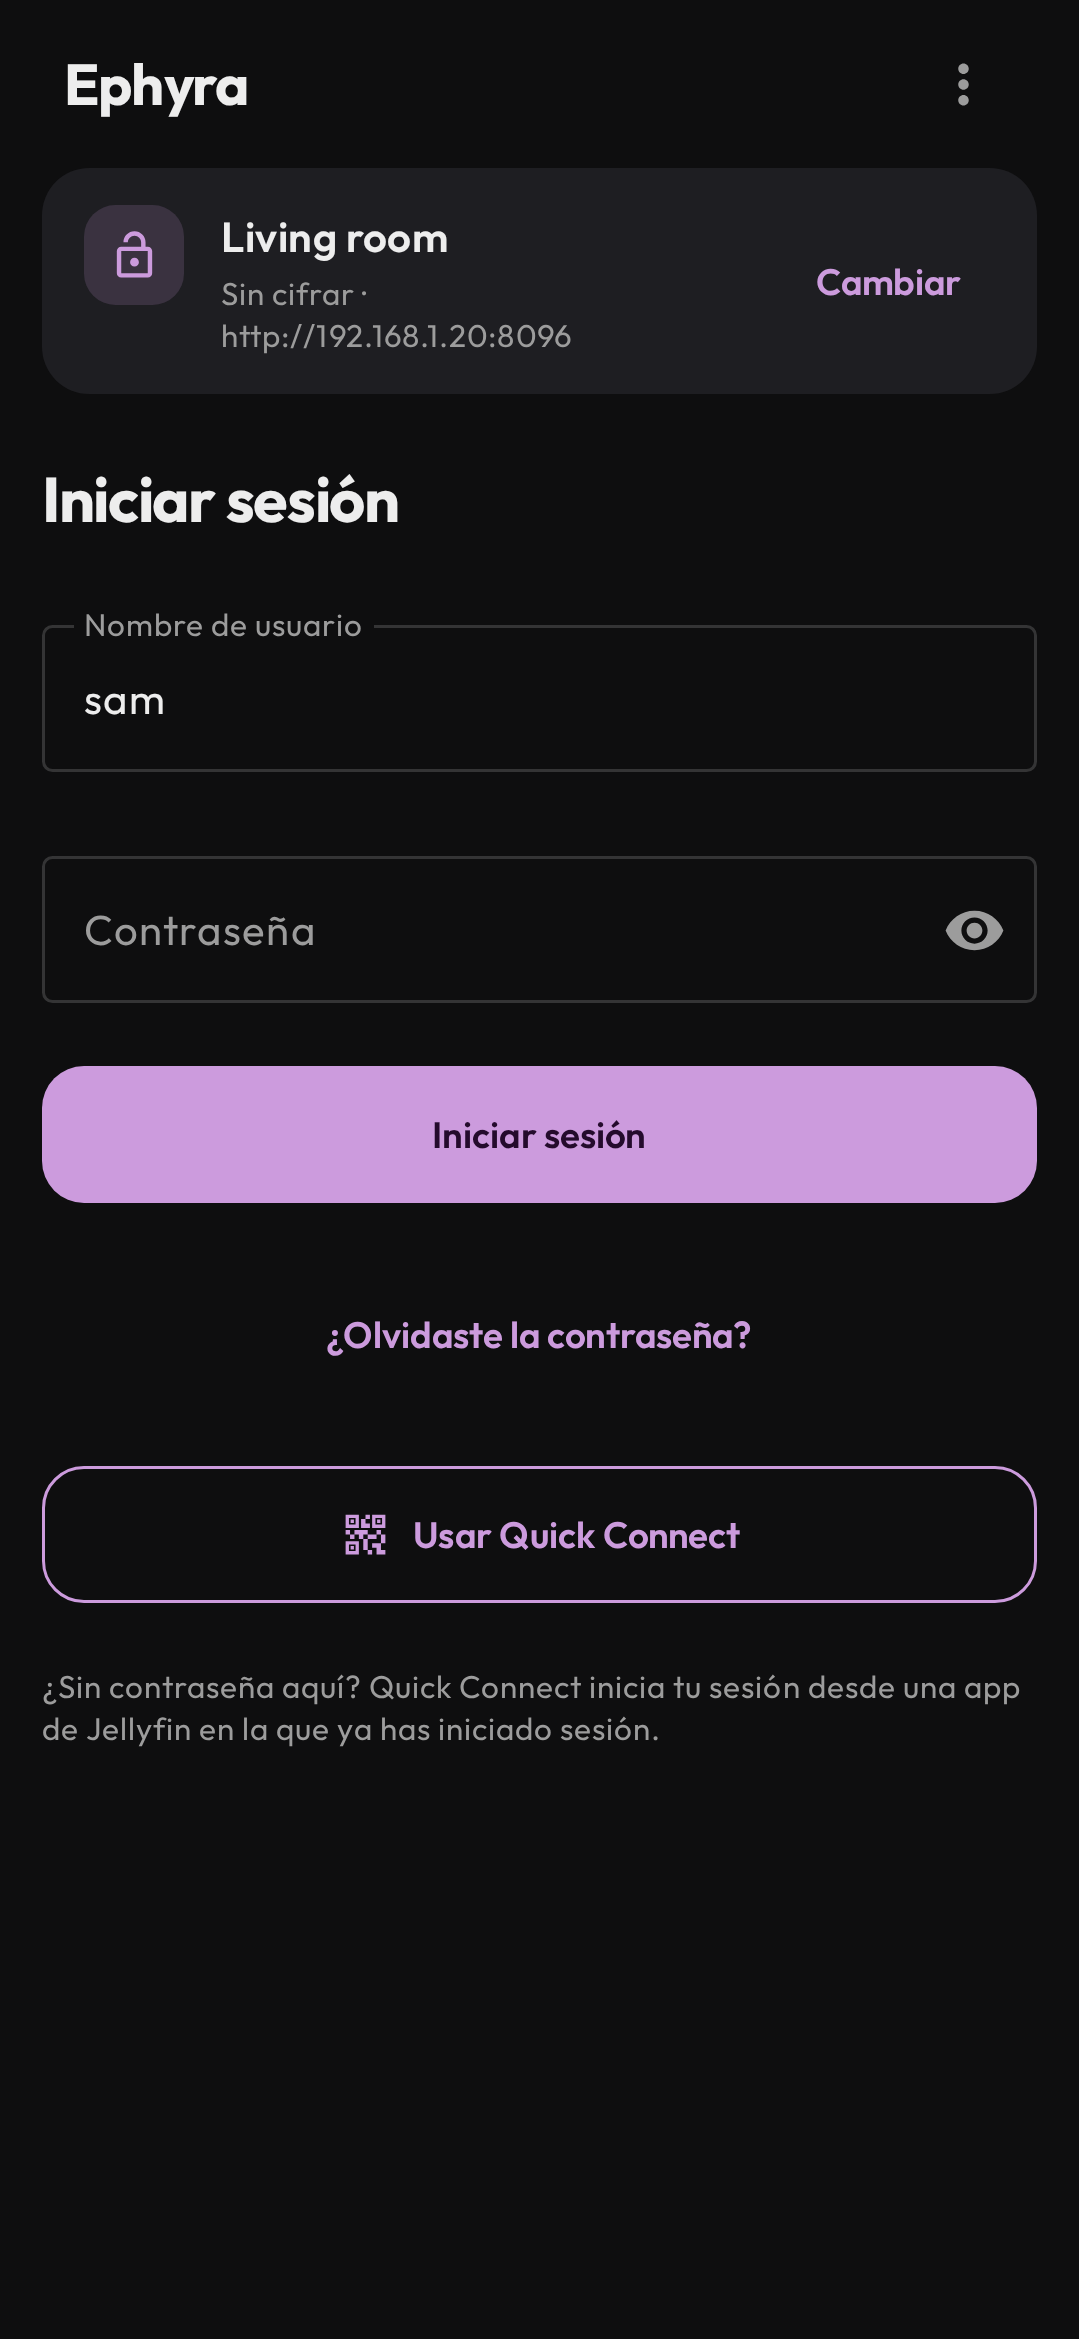 Ephyra
Living room
Sin cifrar ·
http://192.168.1.20:8096
Cambiar
Iniciar sesión
Nombre de usuario
sam
Contraseña
Iniciar sesión
¿Olvidaste la contraseña?
Usar Quick Connect
¿Sin contraseña aquí? Quick Connect inicia tu sesión desde una app
de Jellyfin en la que ya has iniciado sesión.